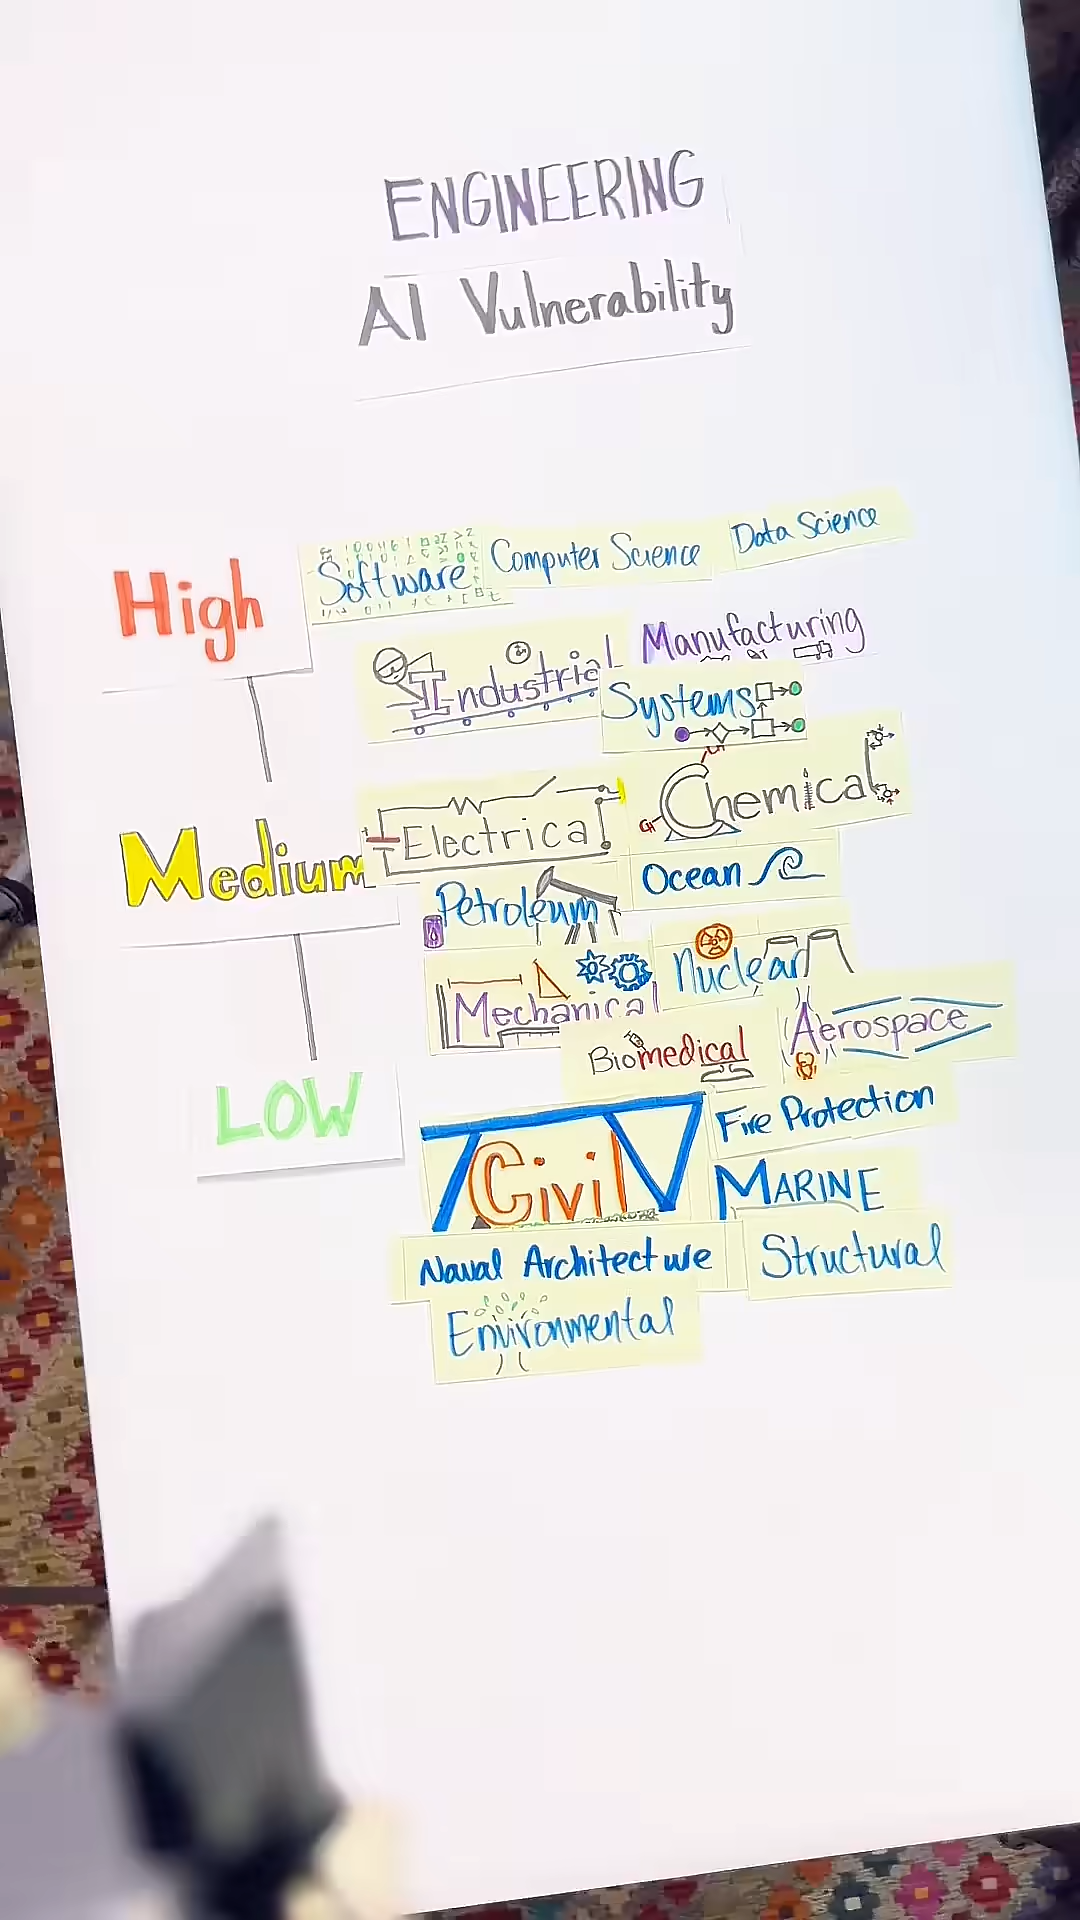 ENGINEERING
AI Vulnerability
High
Software
Computer Science
Data Science
Industrial
Manufacturing
Systems
Medium
Electrical
Chemical
Petroleum
Ocean
Mechanical
Nuclear
Biomedical
Aerospace
LOW
Civil
Fire Protection
MARINE
Naval Architecture
Structural
Environmental